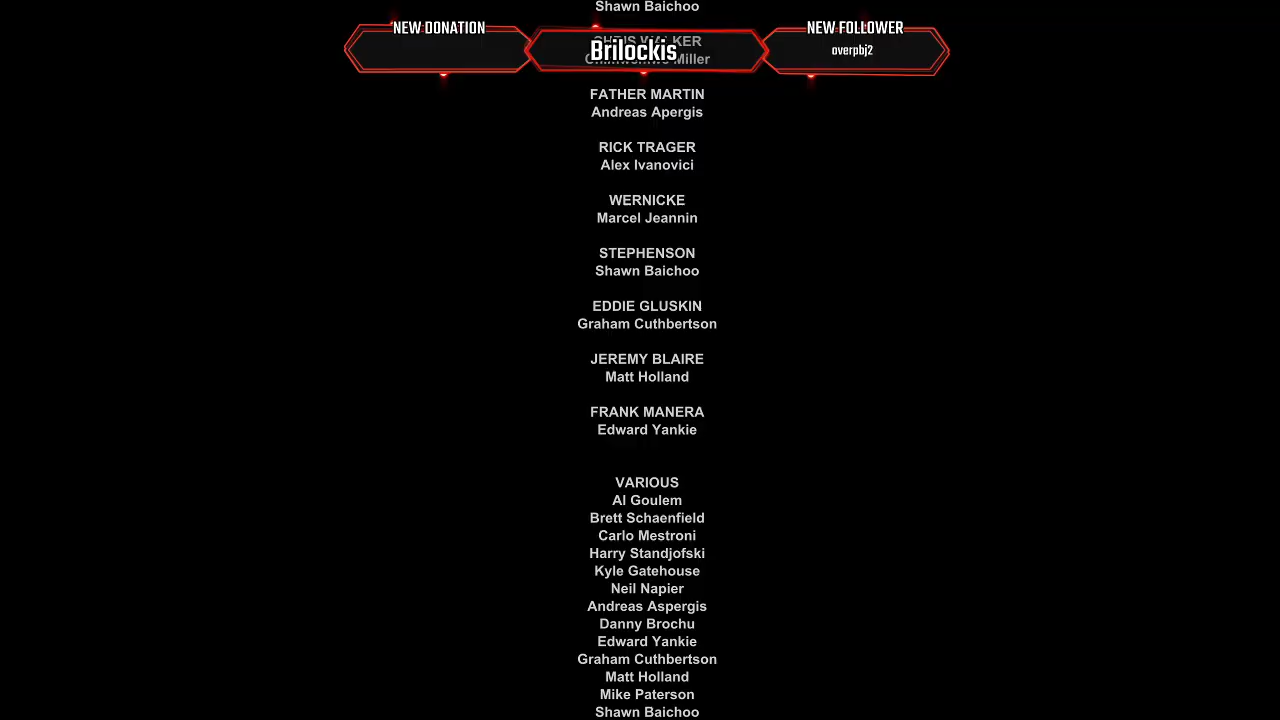 Shawn Baichoo
NEW DONATION
NEW FOLLOWER
CHRIS WALKER
Brilockis
overpbj2
Miller
FATHER MARTIN
Andreas Apergis
RICK TRAGER
Alex Ivanovici
WERNICKE
Marcel Jeannin
STEPHENSON
Shawn Baichoo
EDDIE GLUSKIN
Graham Cuthbertson
JEREMY BLAIRE
Matt Holland
FRANK MANERA
Edward Yankie
VARIOUS
Al Goulem
Brett Schaenfield
Carlo Mestroni
Harry Standjofski
Kyle Gatehouse
Neil Napier
Andreas Aspergis
Danny Brochu
Edward Yankie
Graham Cuthbertson
Matt Holland
Mike Paterson
Shawn Baichoo